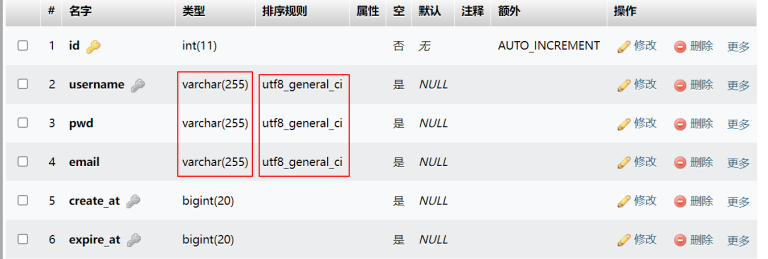 # 名字 类型 排序规则 属性 空 默认 注释 额外 操作
1 id int(11) 否 无 AUTO_INCREMENT 修改 删除 更多
2 username varchar(255) utf8_general_ci 是 NULL 修改 删除 更多
3 pwd varchar(255) utf8_general_ci 是 NULL 修改 删除 更多
4 email varchar(255) utf8_general_ci 是 NULL 修改 删除 更多
5 create_at bigint(20) 是 NULL 修改 删除 更多
6 expire_at bigint(20) 是 NULL 修改 删除 更多